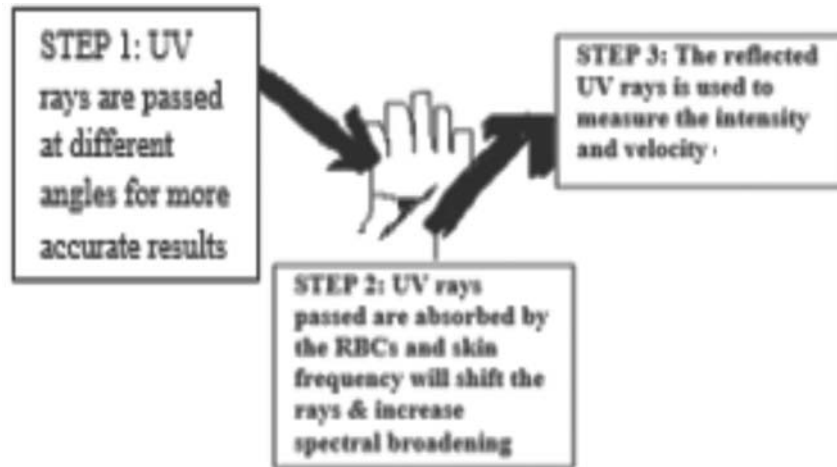 STEP 1: UV
rays are passed
at different
angles for more
accurate results
STEP 2: UV rays
passed are absorbed by
the RBCs and skin
frequency will shift the
rays & increase
spectral broadening
STEP 3: The reflected
UV rays is used to
measure the intensity
and velocity